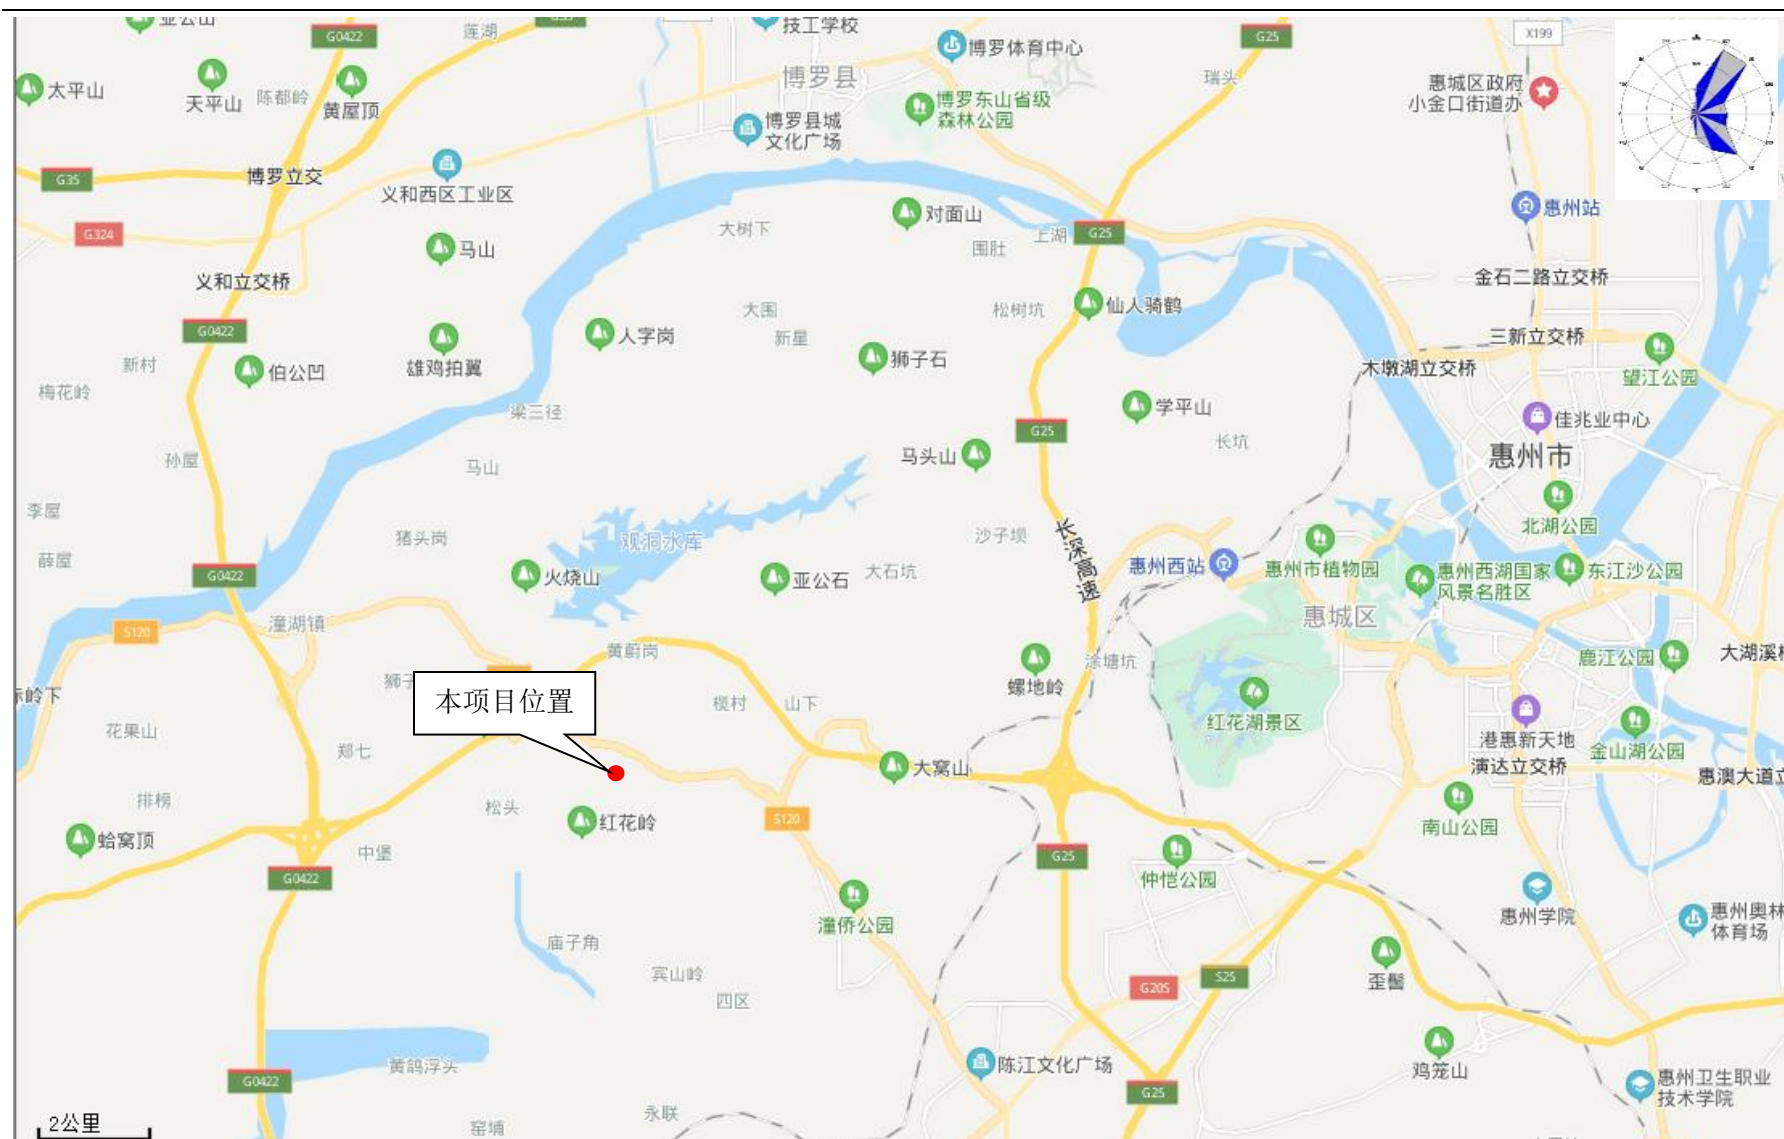 亚公山
G0422
莲湖
技工学校
博罗体育中心
G25
X199
太平山
天平山
陈都岭
黄屋顶
博罗县
瑞头
惠城区政府
小金口街道办
博罗东山省级
森林公园
博罗县城
文化广场
G35
博罗立交
义和西区工业区
惠州站
G324
马山
大树下
对面山
上湖
G25
围肚
义和立交桥
金石二路立交桥
大围
松树坑
仙人骑鹤
G0422
人字岗
新星
三新立交桥
新村
伯公凹
雄鸡拍翼
狮子石
木墩湖立交桥
望江公园
梅花岭
梁三径
学平山
佳兆业中心
G25
长坑
孙屋
马山
马头山
惠州市
李屋
猪头岗
观洞水库
沙子坝
长深高速
北湖公园
薛屋
G0422
火烧山
亚公石
大石坑
惠州西站
惠州市植物园
惠州西湖国家
风景名胜区
东江沙公园
S120
潼湖镇
惠城区
黄蔚岗
涂塘坑
鹿江公园
大湖溪
岭下
狮子
本项目位置
榄村
山下
螺地岭
红花湖景区
花果山
郑七
港惠新天地
金山湖公园
大窝山
演达立交桥
惠澳大道立
排榜
松头
红花岭
S120
南山公园
蛤窝顶
中堡
G25
仲恺公园
G0422
潼侨公园
惠州学院
惠州奥林
体育场
庙子角
宾山岭
四区
G205
S25
歪髻
黄鸽浮头
陈江文化广场
鸡笼山
G0422
G25
惠州卫生职业
技术学院
2公里
窑埔
永联